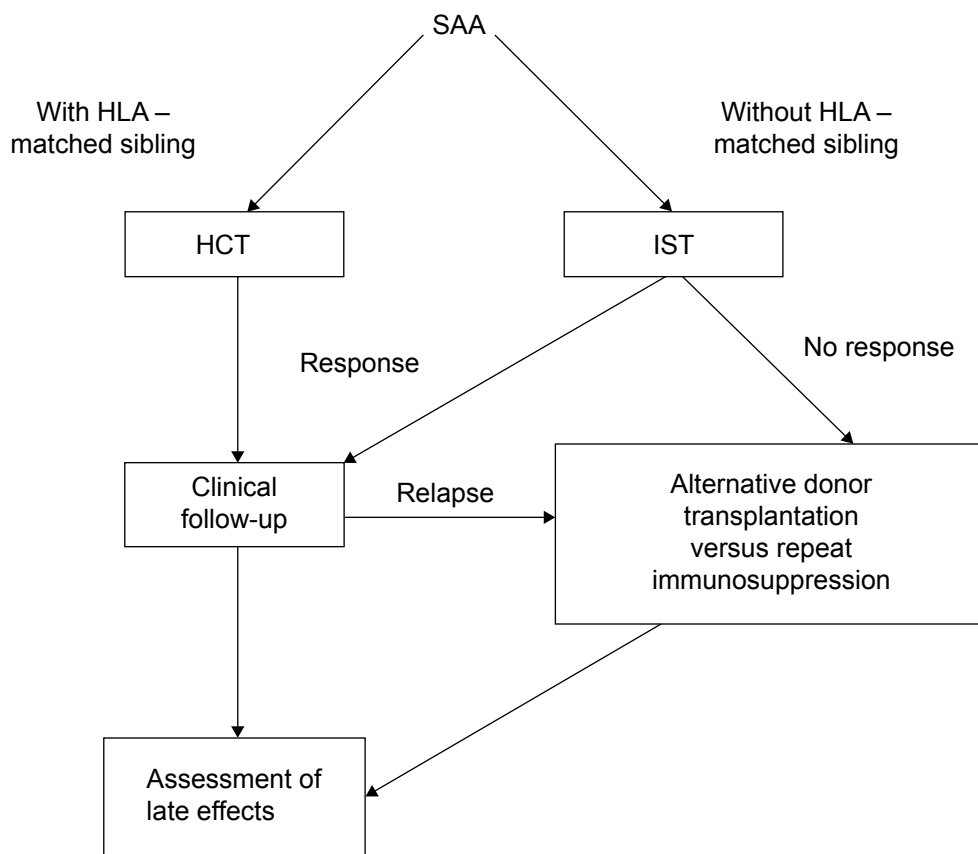 SAA
With HLA –
matched sibling
Without HLA –
matched sibling
HCT
IST
Response
No response
Clinical
follow-up
Relapse
Alternative donor
transplantation
versus repeat
immunosuppression
Assessment of
late effects